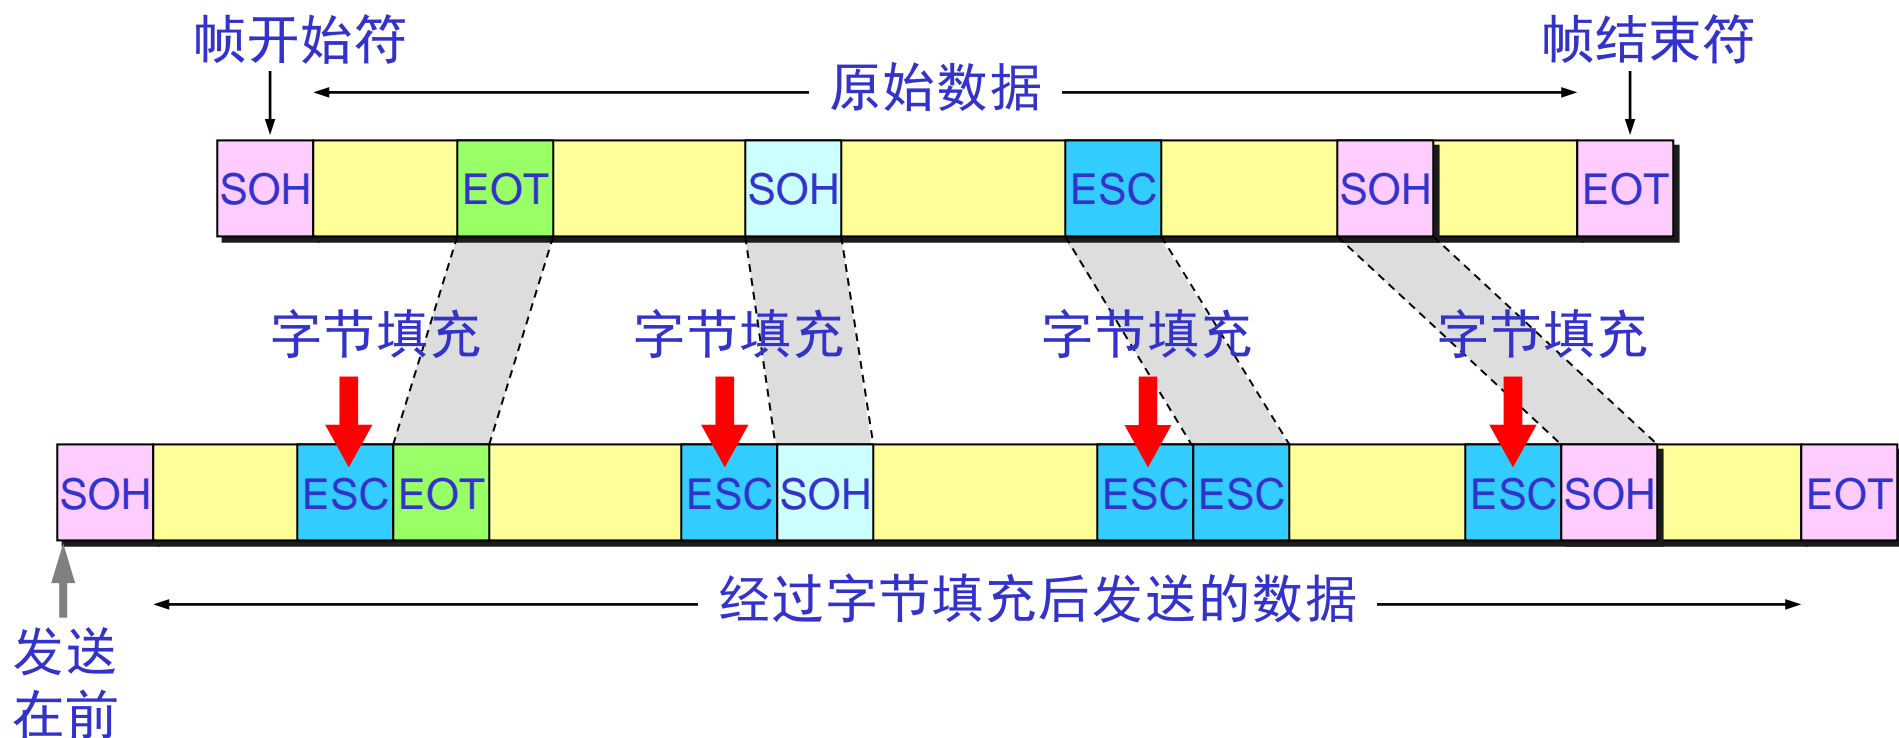 帧开始符
帧结束符
原始数据
SOH EOT SOH ESC SOH EOT
字节填充 字节填充 字节填充 字节填充
SOH ESC EOT ESC SOH ESC ESC ESC SOH EOT
经过字节填充后发送的数据
发送
在前